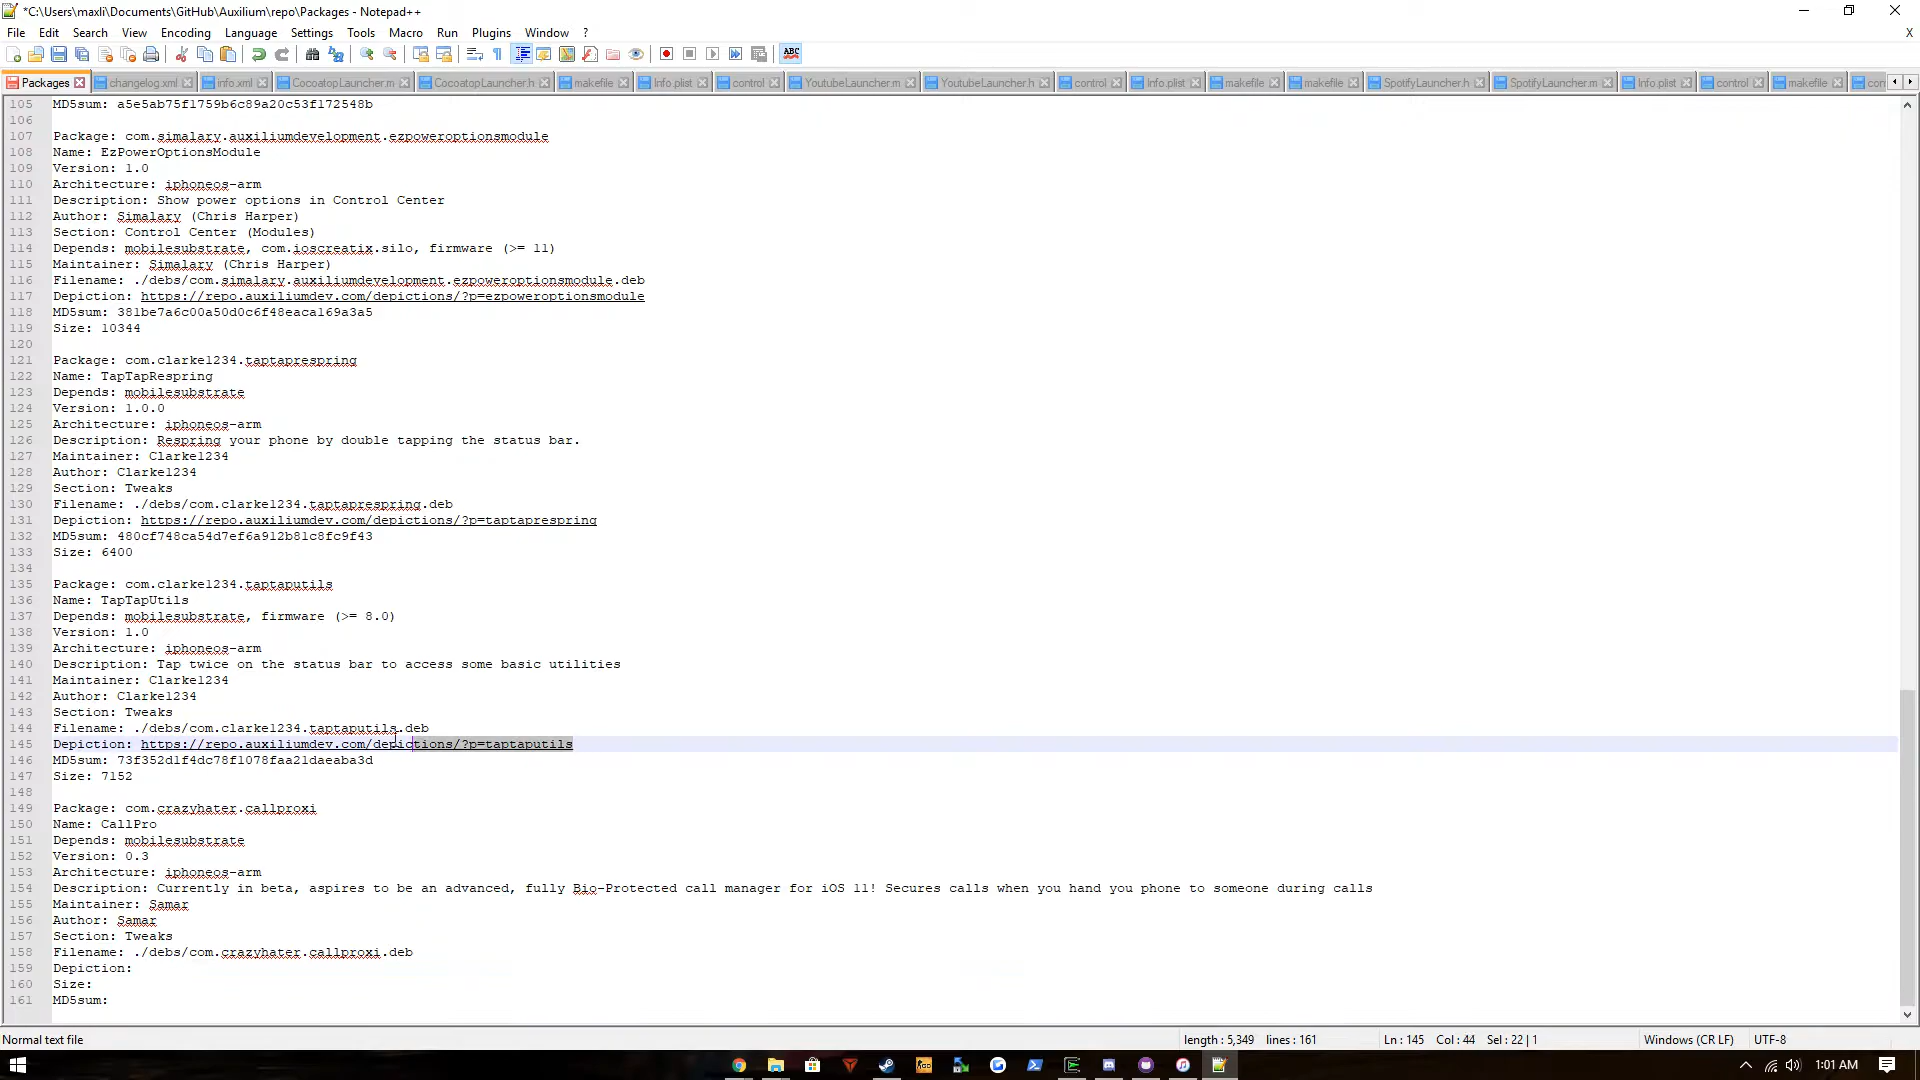 *C:\Users\maxli\Documents\GitHub\Auxilium\repo\Packages - Notepad++
File Edit Search View Encoding Language Settings Tools Macro Run Plugins Window ? X
Packages changelog.xml info.xml CocoatopLauncher.m CocoatopLauncher.h makefile Info.plist control YoutubeLauncher.m YoutubeLauncher.h control Info.plist makefile makefile SpotifyLauncher.h SpotifyLauncher.m Info.plist control makefile con
105 MD5sum: a5e5ab75f1759b6c89a20c53f172548b
106
107 Package: com.simalary.auxiliumdevelopment.ezpoweroptionsmodule
108 Name: EzPowerOptionsModule
109 Version: 1.0
110 Architecture: iphoneos-arm
111 Description: Show power options in Control Center
112 Author: Simalary (Chris Harper)
113 Section: Control Center (Modules)
114 Depends: mobilesubstrate, com.ioscreatix.silo, firmware (>= 11)
115 Maintainer: Simalary (Chris Harper)
116 Filename: ./debs/com.simalary.auxiliumdevelopment.ezpoweroptionsmodule.deb
117 Depiction: https://repo.auxiliumdev.com/depictions/?p=ezpoweroptionsmodule
118 MD5sum: 381be7a6c00a50d0c6f48eaca169a3a5
119 Size: 10344
120
121 Package: com.clarke1234.taptaprespring
122 Name: TapTapRespring
123 Depends: mobilesubstrate
124 Version: 1.0.0
125 Architecture: iphoneos-arm
126 Description: Respring your phone by double tapping the status bar.
127 Maintainer: Clarke1234
128 Author: Clarke1234
129 Section: Tweaks
130 Filename: ./debs/com.clarke1234.taptaprespring.deb
131 Depiction: https://repo.auxiliumdev.com/depictions/?p=taptaprespring
132 MD5sum: 480cf748ca54d7ef6a912b81c8fc9f43
133 Size: 6400
134
135 Package: com.clarke1234.taptaputils
136 Name: TapTapUtils
137 Depends: mobilesubstrate, firmware (>= 8.0)
138 Version: 1.0
139 Architecture: iphoneos-arm
140 Description: Tap twice on the status bar to access some basic utilities
141 Maintainer: Clarke1234
142 Author: Clarke1234
143 Section: Tweaks
144 Filename: ./debs/com.clarke1234.taptaputils.deb
145 Depiction: https://repo.auxiliumdev.com/depictions/?p=taptaputils
146 MD5sum: 73f352d1f4dc78f1078faa21daeaba3d
147 Size: 7152
148
149 Package: com.crazyhater.callproxi
150 Name: CallPro
151 Depends: mobilesubstrate
152 Version: 0.3
153 Architecture: iphoneos-arm
154 Description: Currently in beta, aspires to be an advanced, fully Bio-Protected call manager for iOS 11! Secures calls when you hand you phone to someone during calls
155 Maintainer: Samar
156 Author: Samar
157 Section: Tweaks
158 Filename: ./debs/com.crazyhater.callproxi.deb
159 Depiction:
160 Size:
161 MD5sum:
Normal text file length : 5,349 lines : 161 Ln : 145 Col : 44 Sel : 22 | 1 Windows (CR LF) UTF-8
1:01 AM